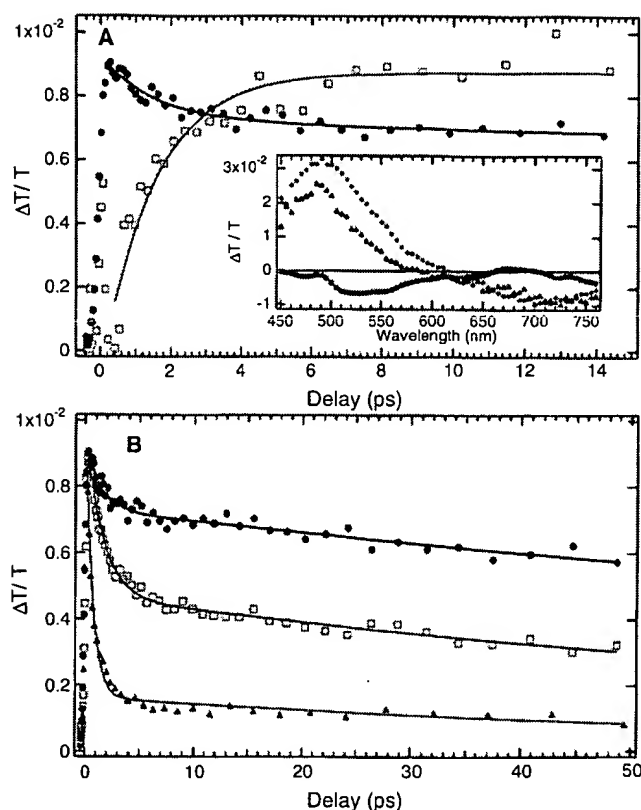 1x10⁻²
A
0.8
0.6
0.4
0.2
0
ΔT/ T
3x10⁻²
2
1
0
-1
ΔT / T
450 500 550 600 650 700 750
Wavelength (nm)
0 2 4 6 8 10 12 14
Delay (ps)
1x10⁻²
B
0.8
0.6
0.4
0.2
0
ΔT/ T
0 10 20 30 40 50
Delay (ps)